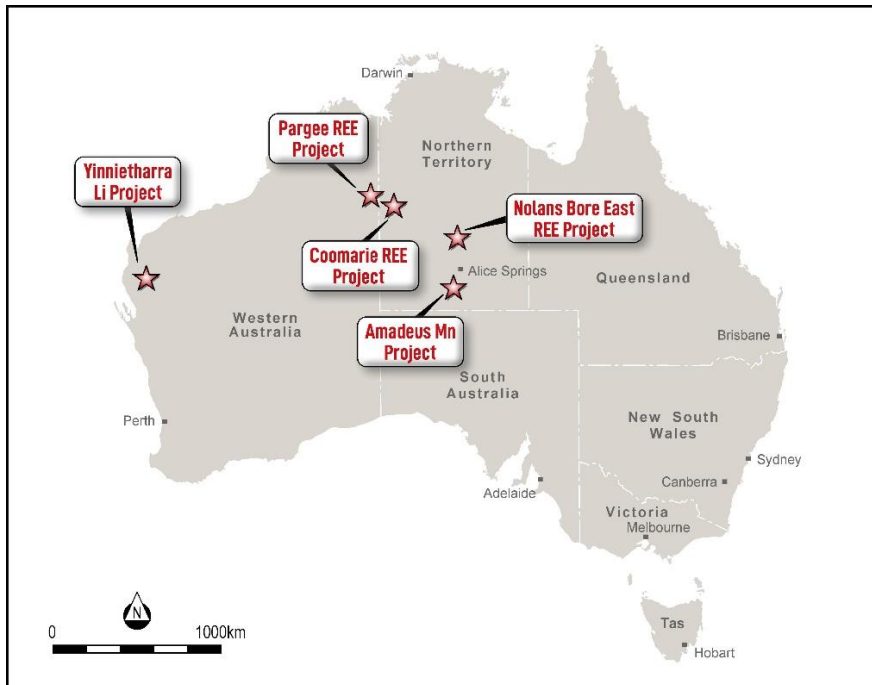 Darwin
Pargee REE
Project
Northern
Territory
Yinnietharra
Li Project
Nolans Bore East
REE Project
Coomarie REE
Project
Alice Springs
Queensland
Western
Australia
Amadeus Mn
Project
Brisbane
South
Australia
Perth
New South
Wales
Sydney
Canberra
Adelaide
Victoria
Melbourne
N
0
1000km
Tas
Hobart